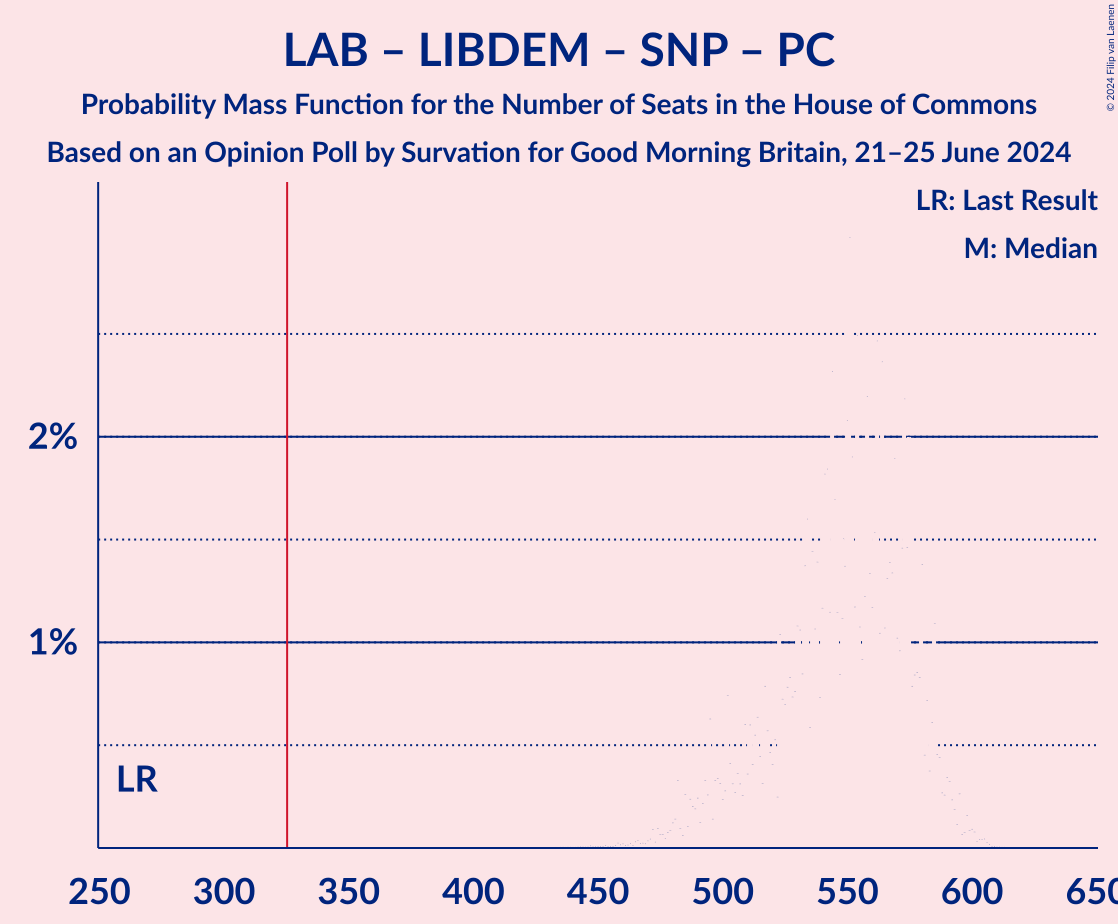 LAB – LIBDEM – SNP – PC
Probability Mass Function for the Number of Seats in the House of Commons
Based on an Opinion Poll by Survation for Good Morning Britain, 21–25 June 2024
© 2024 Filip van Laenen
LR: Last Result
M: Median
2%
1%
LR
250 300 350 400 450 500 550 600 650